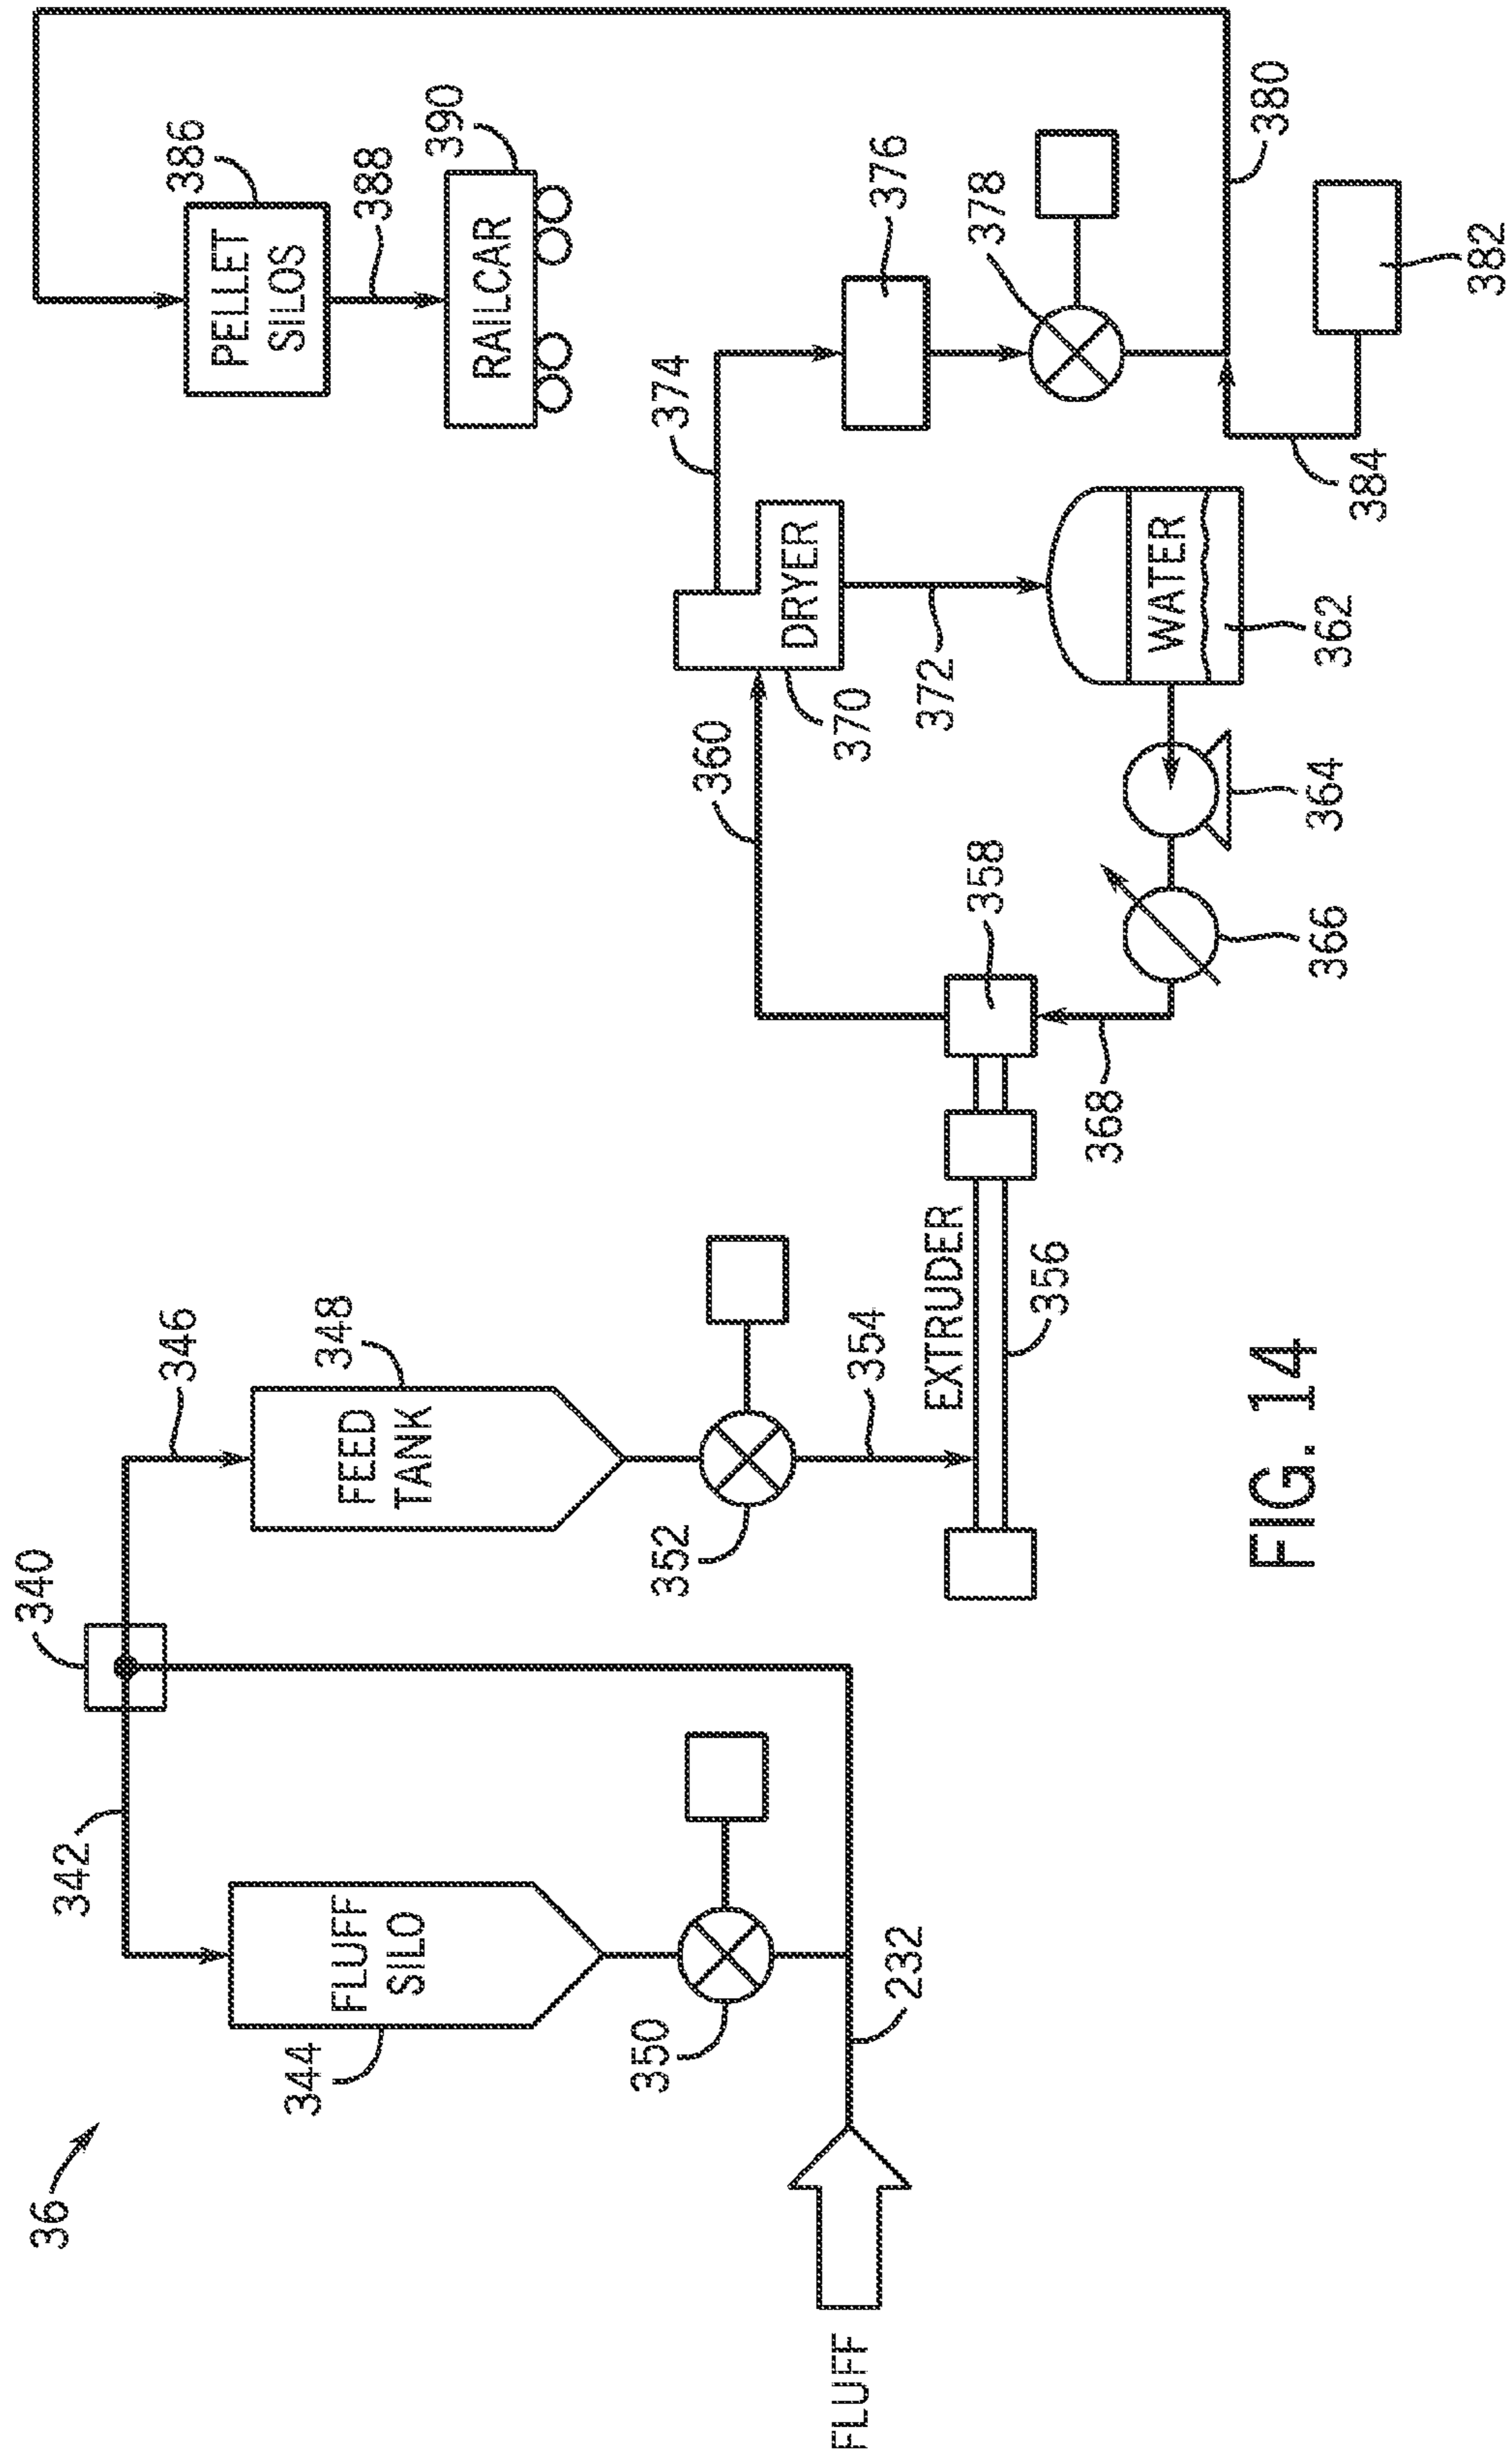 36
340
342
346
344
FLUFF
SILO
348
FEED
TANK
350
352
354
232
FLUFF
EXTRUDER
356
358
360
368
366
364
362
WATER
372
370
DRYER
374
376
378
384
382
380
386
PELLET
SILOS
388
390
RAILCAR
FIG. 14